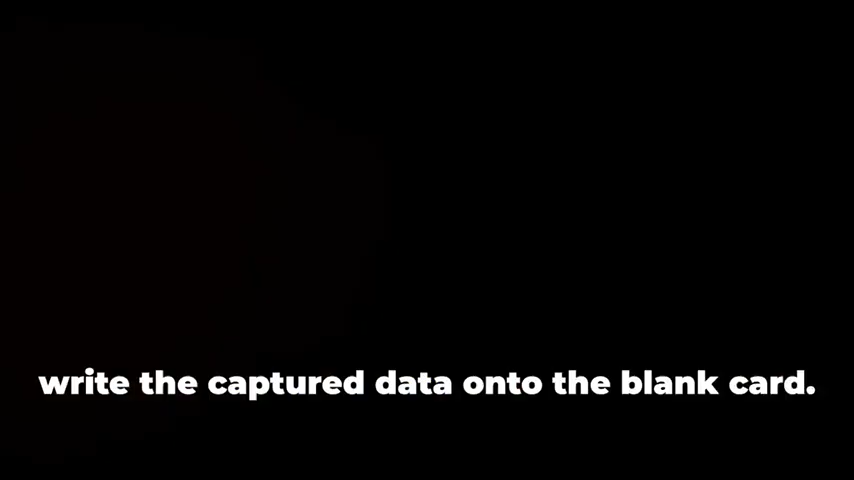 write the captured data onto the blank card.